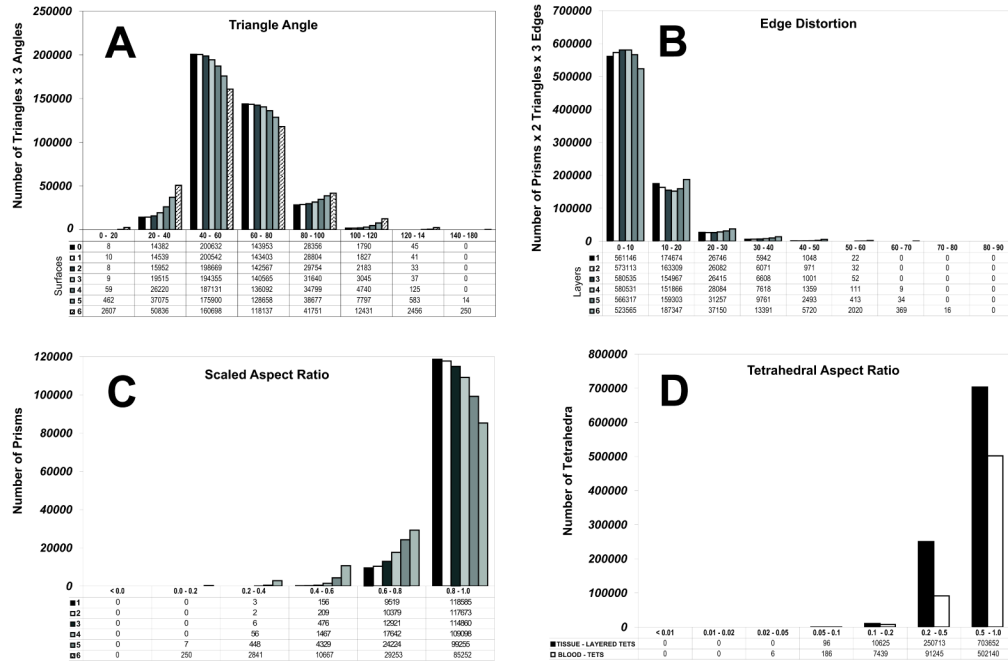 A
Triangle Angle
Number of Triangles x 3 Angles
250000
200000
150000
100000
50000
0
0 - 20 20 - 40 40 - 60 60 - 80 80 - 100 100 - 120 120 - 14 140 - 180
Surfaces
0 8 14382 200632 143953 28356 1790 45 0
1 10 14539 200542 143403 28804 1827 41 0
2 8 15952 198669 142567 29754 2183 33 0
3 9 19515 194355 140565 31640 3045 37 0
4 59 26220 187131 136092 34799 4740 125 0
5 462 37075 175900 128658 38677 7797 583 14
6 2607 50836 160698 118137 41751 12431 2456 250
B
Edge Distortion
Number of Prisms x 2 Triangles x 3 Edges
700000
600000
500000
400000
300000
200000
100000
0
0 - 10 10 - 20 20 - 30 30 - 40 40 - 50 50 - 60 60 - 70 70 - 80 80 - 90
Layers
1 561146 174674 26746 5942 1048 22 0 0 0
2 573113 163309 26082 6071 971 32 0 0 0
3 580535 154967 26415 6608 1001 52 0 0 0
4 580531 151866 28084 7618 1359 111 9 0 0
5 566317 159303 31257 9761 2493 413 34 0 0
6 523565 187347 37150 13391 5720 2020 369 16 0
C
Scaled Aspect Ratio
Number of Prisms
120000
100000
80000
60000
40000
20000
0
< 0.0 0.0 - 0.2 0.2 - 0.4 0.4 - 0.6 0.6 - 0.8 0.8 - 1.0
1 0 0 3 156 9519 118585
2 0 0 2 209 10379 117673
3 0 0 6 476 12921 114860
4 0 0 56 1467 17642 109098
5 0 7 448 4329 24224 99255
6 0 250 2841 10667 29253 85252
D
Tetrahedral Aspect Ratio
Number of Tetrahedra
800000
700000
600000
500000
400000
300000
200000
100000
0
< 0.01 0.01 - 0.02 0.02 - 0.05 0.05 - 0.1 0.1 - 0.2 0.2 - 0.5 0.5 - 1.0
TISSUE - LAYERED TETS 0 0 0 96 10625 250713 703652
BLOOD - TETS 0 0 6 186 7439 91245 502140